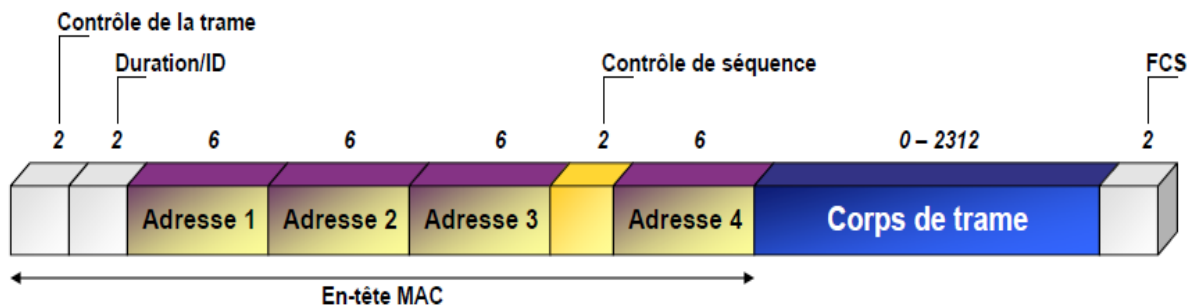 Contrôle de la trame
Duration/ID
Contrôle de séquence
FCS
2 2 6 6 6 2 6 0 – 2312 2
Adresse 1 Adresse 2 Adresse 3 Adresse 4 Corps de trame
En-tête MAC